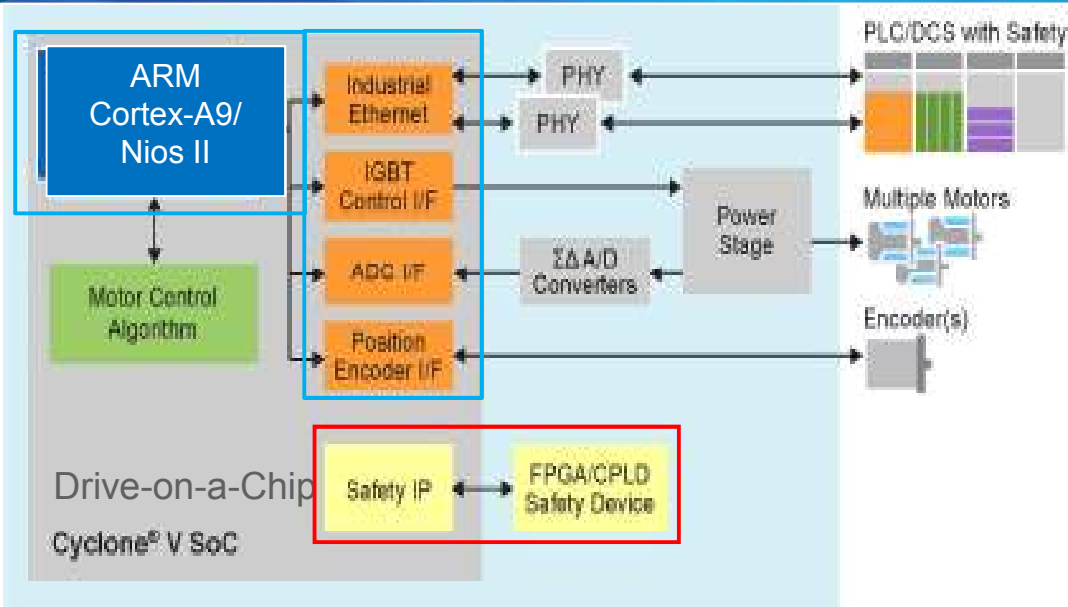 ARM
Cortex-A9/
Nios II
Motor Control
Algorithm
Industrial
Ethernet
IGBT
Control I/F
ADC I/F
Position
Encoder I/F
PHY
PHY
ΣΔ A/D
Converters
Power
Stage
PLC/DCS with Safety
Multiple Motors
Encoder(s)
Drive-on-a-Chip
Cyclone® V SoC
Safety IP
FPGA/CPLD
Safety Device